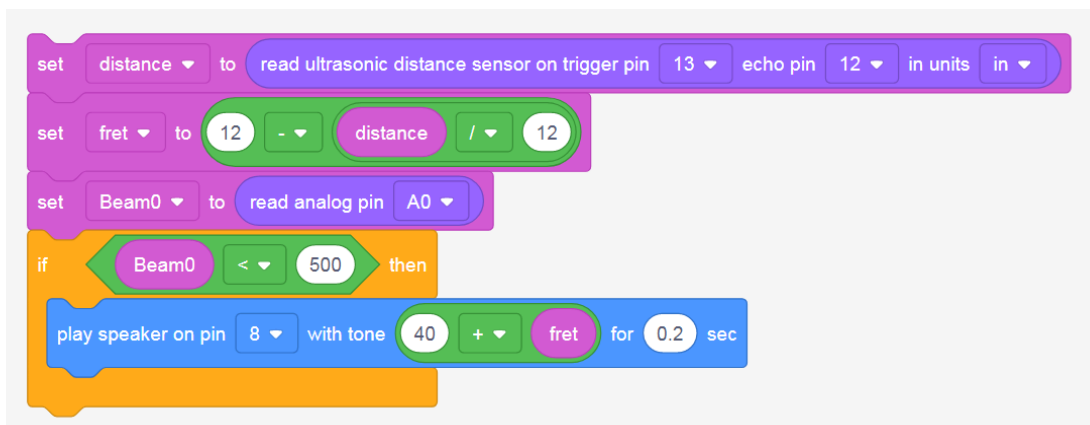 set distance to read ultrasonic distance sensor on trigger pin 13 echo pin 12 in units in
set fret to 12 - distance / 12
set Beam0 to read analog pin A0
if Beam0 < 500 then
play speaker on pin 8 with tone 40 + fret for 0.2 sec